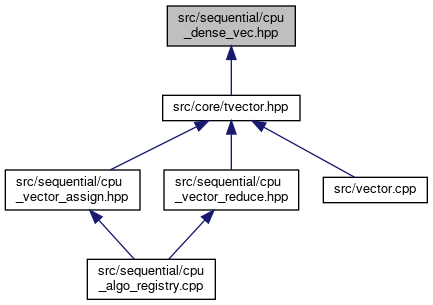 src/sequential/cpu
_dense_vec.hpp
src/core/tvector.hpp
src/sequential/cpu
_vector_assign.hpp
src/sequential/cpu
_vector_reduce.hpp
src/vector.cpp
src/sequential/cpu
_algo_registry.cpp